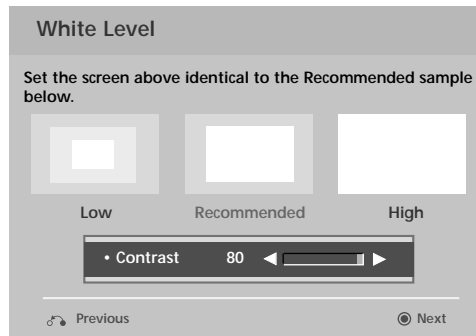 White Level
Set the screen above identical to the Recommended sample
below.
Low Recommended High
• Contrast 80
Previous Next